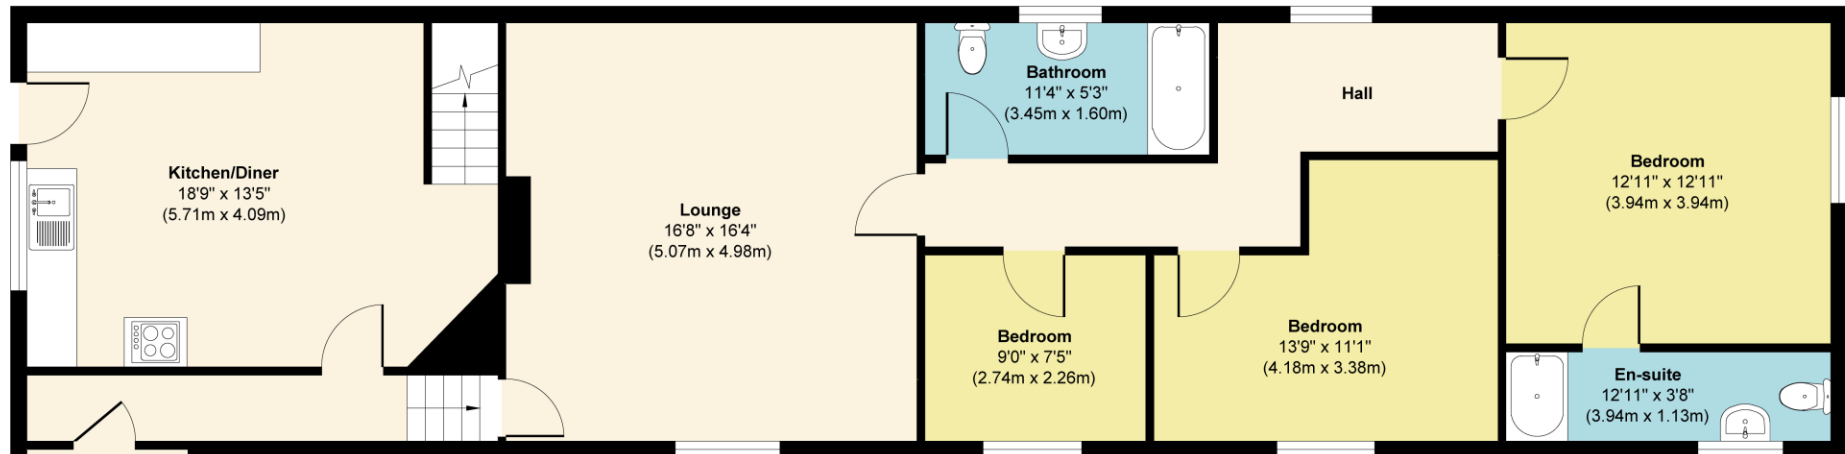 Kitchen/Diner
18'9" x 13'5"
(5.71m x 4.09m)
Lounge
16'8" x 16'4"
(5.07m x 4.98m)
Bathroom
11'4" x 5'3"
(3.45m x 1.60m)
Hall
Bedroom
12'11" x 12'11"
(3.94m x 3.94m)
Bedroom
9'0" x 7'5"
(2.74m x 2.26m)
Bedroom
13'9" x 11'1"
(4.18m x 3.38m)
En-suite
12'11" x 3'8"
(3.94m x 1.13m)